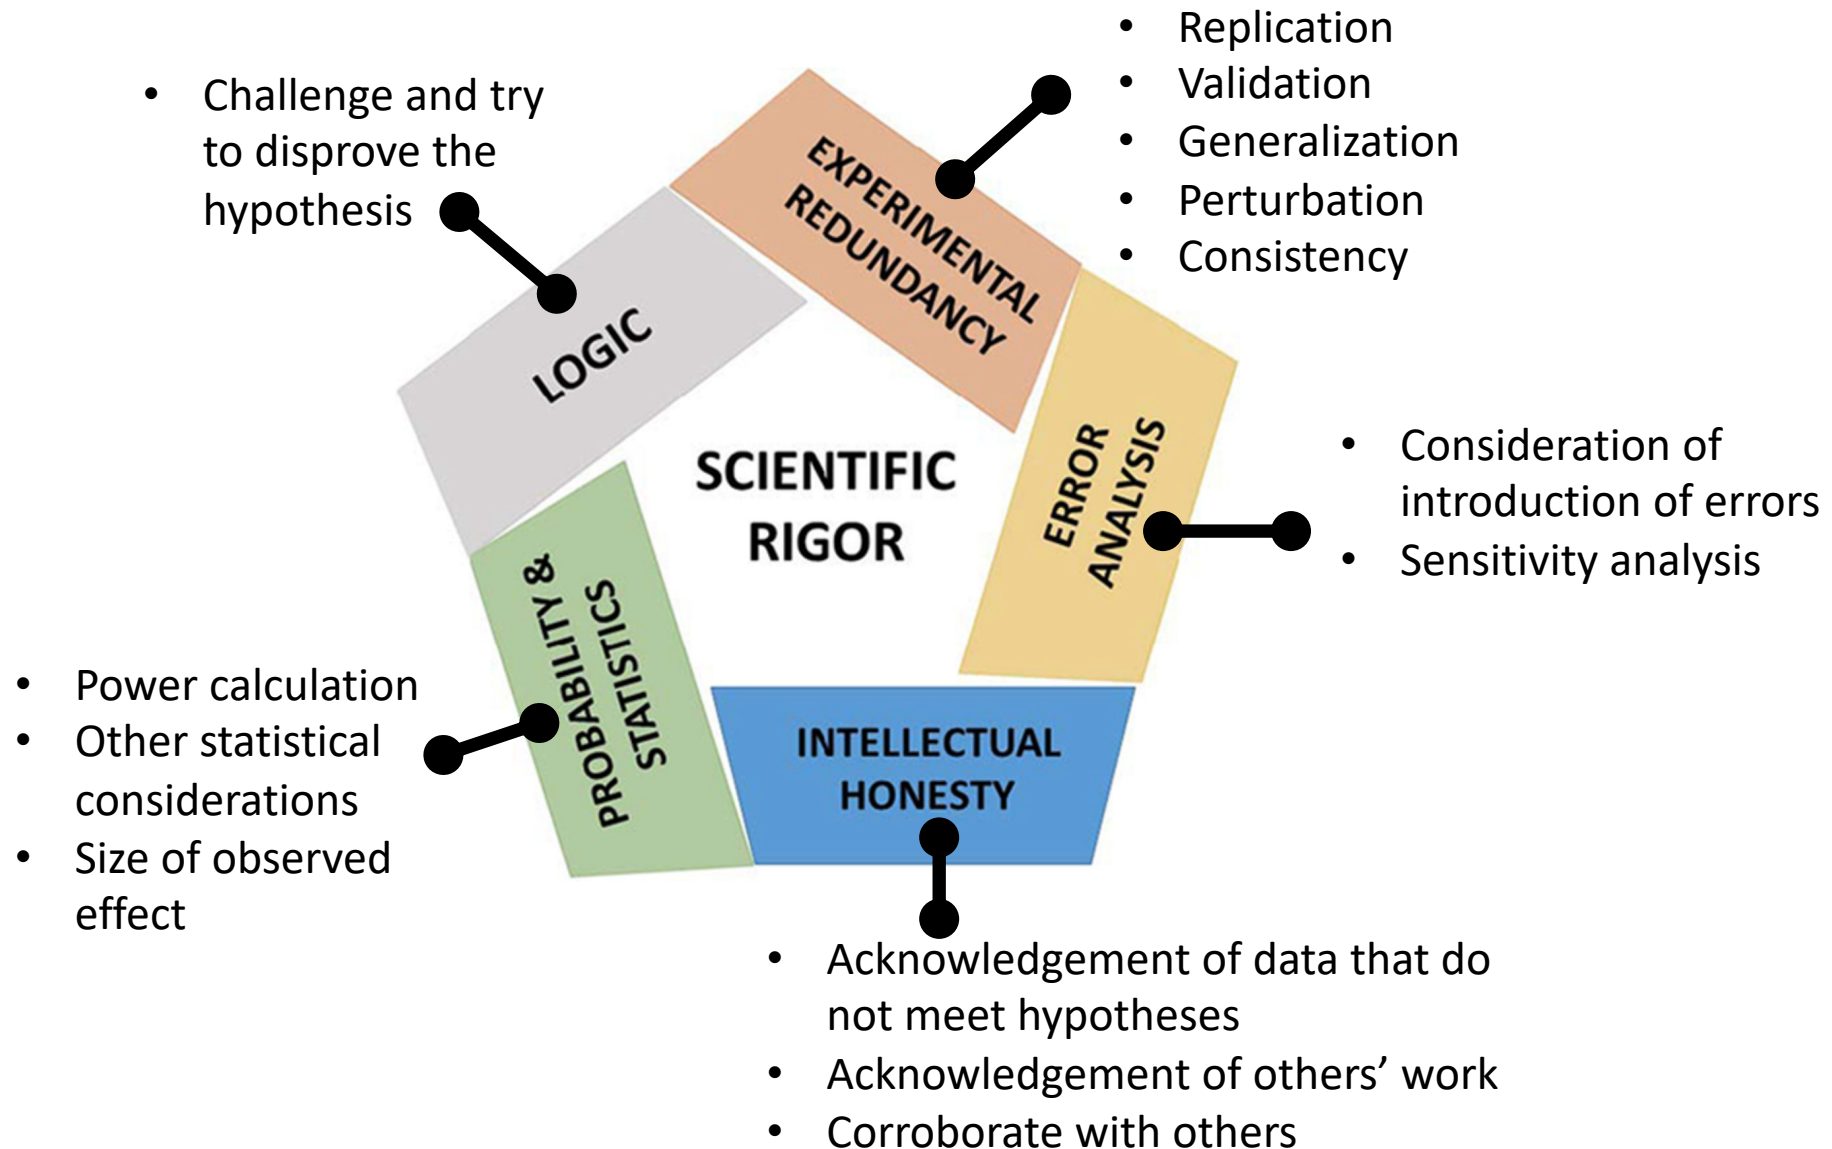 • Challenge and try
to disprove the
hypothesis
• Replication
• Validation
• Generalization
• Perturbation
• Consistency
EXPERIMENTAL
REDUNDANCY
LOGIC
SCIENTIFIC
RIGOR
ERROR
ANALYSIS
• Consideration of
introduction of errors
• Sensitivity analysis
PROBABILITY &
STATISTICS
• Power calculation
• Other statistical
considerations
• Size of observed
effect
INTELLECTUAL
HONESTY
• Acknowledgement of data that do
not meet hypotheses
• Acknowledgement of others’ work
• Corroborate with others